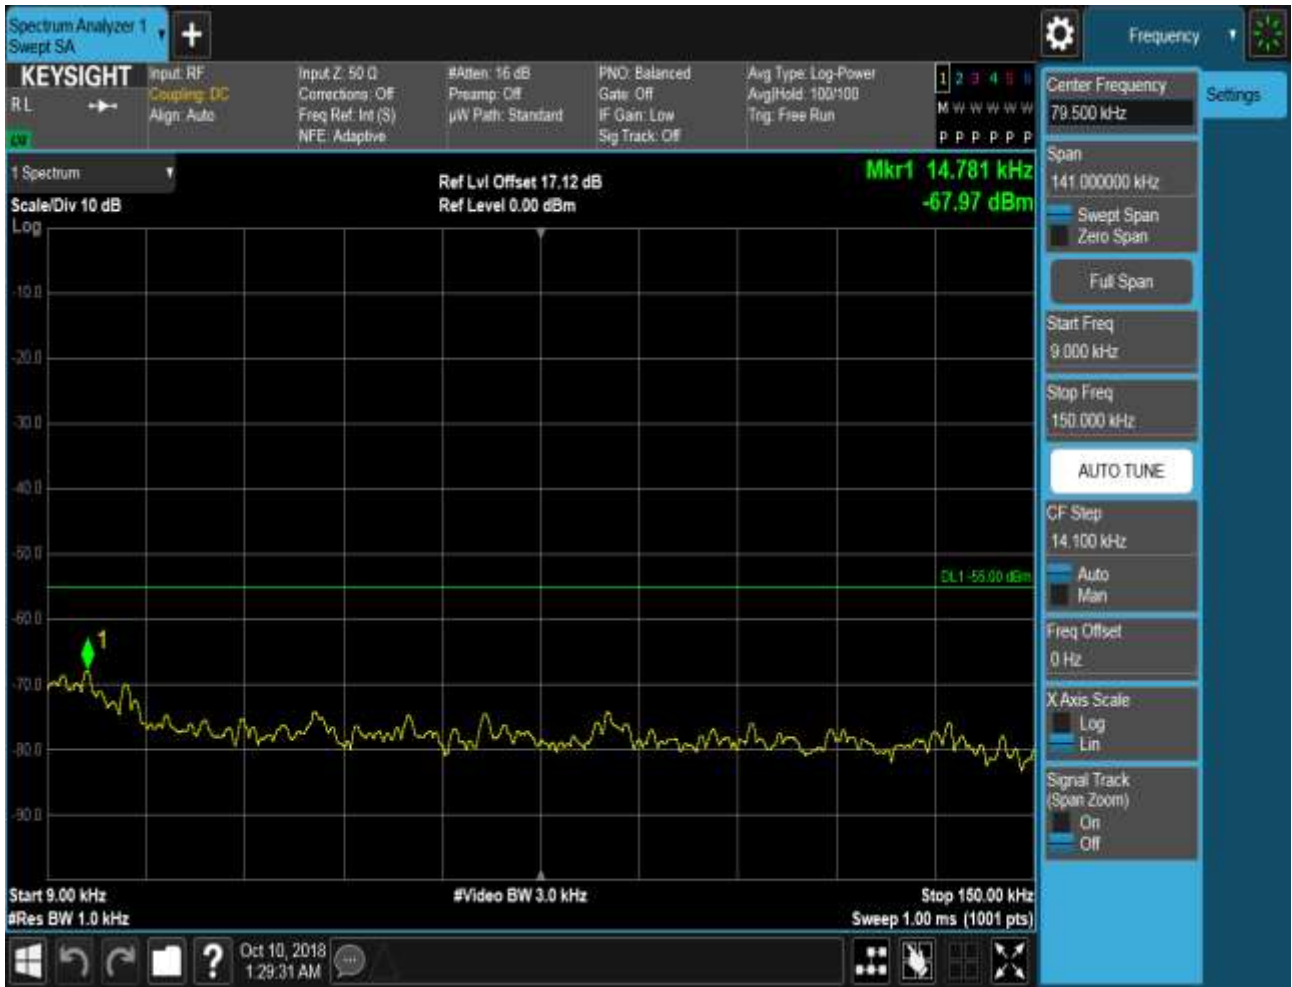 Spectrum Analyzer 1
Swept SA
+
Frequency
KEYSIGHT
R L
LXI
Input: RF
Coupling: DC
Align: Auto
Input Z: 50 Ω
Corrections: Off
Freq Ref: Int (S)
NFE: Adaptive
#Atten: 16 dB
Preamp: Off
µW Path: Standard
PNO: Balanced
Gate: Off
IF Gain: Low
Sig Track: Off
Avg Type: Log-Power
Avg|Hold: 100/100
Trig: Free Run
1 2 3 4 5 6
M W W W W W
P P P P P P
1 Spectrum
Scale/Div 10 dB
Log
Ref Lvl Offset 17.12 dB
Ref Level 0.00 dBm
Mkr1 14.781 kHz
-67.97 dBm
-10.0
-20.0
-30.0
-40.0
-50.0
DL1 -55.00 dBm
-60.0
1
-70.0
-80.0
-90.0
Start 9.00 kHz
#Res BW 1.0 kHz
#Video BW 3.0 kHz
Stop 150.00 kHz
Sweep 1.00 ms (1001 pts)
Center Frequency
79.500 kHz
Settings
Span
141.000000 kHz
Swept Span
Zero Span
Full Span
Start Freq
9.000 kHz
Stop Freq
150.000 kHz
AUTO TUNE
CF Step
14.100 kHz
Auto
Man
Freq Offset
0 Hz
X Axis Scale
Log
Lin
Signal Track
(Span Zoom)
On
Off
?
Oct 10, 2018
1:29:31 AM